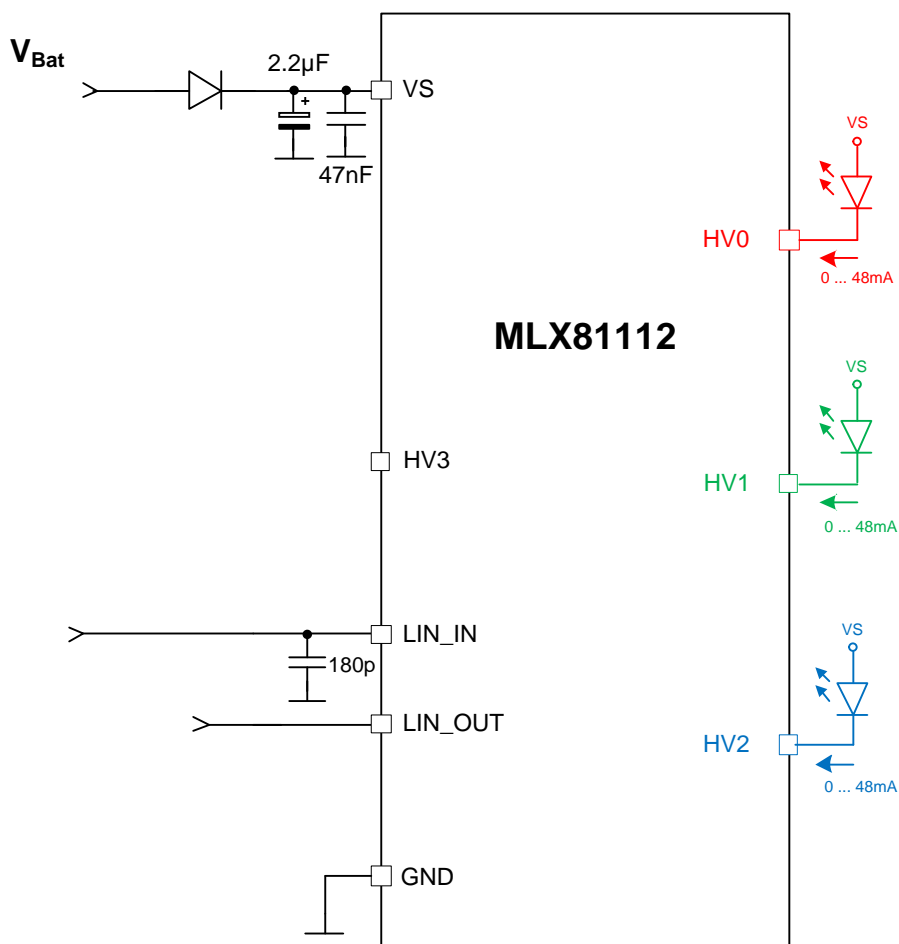 VBat
2.2µF
+
VS
47nF
VS
HV0
0 ... 48mA
MLX81112
VS
HV3
HV1
0 ... 48mA
LIN_IN
180p
VS
LIN_OUT
HV2
0 ... 48mA
GND